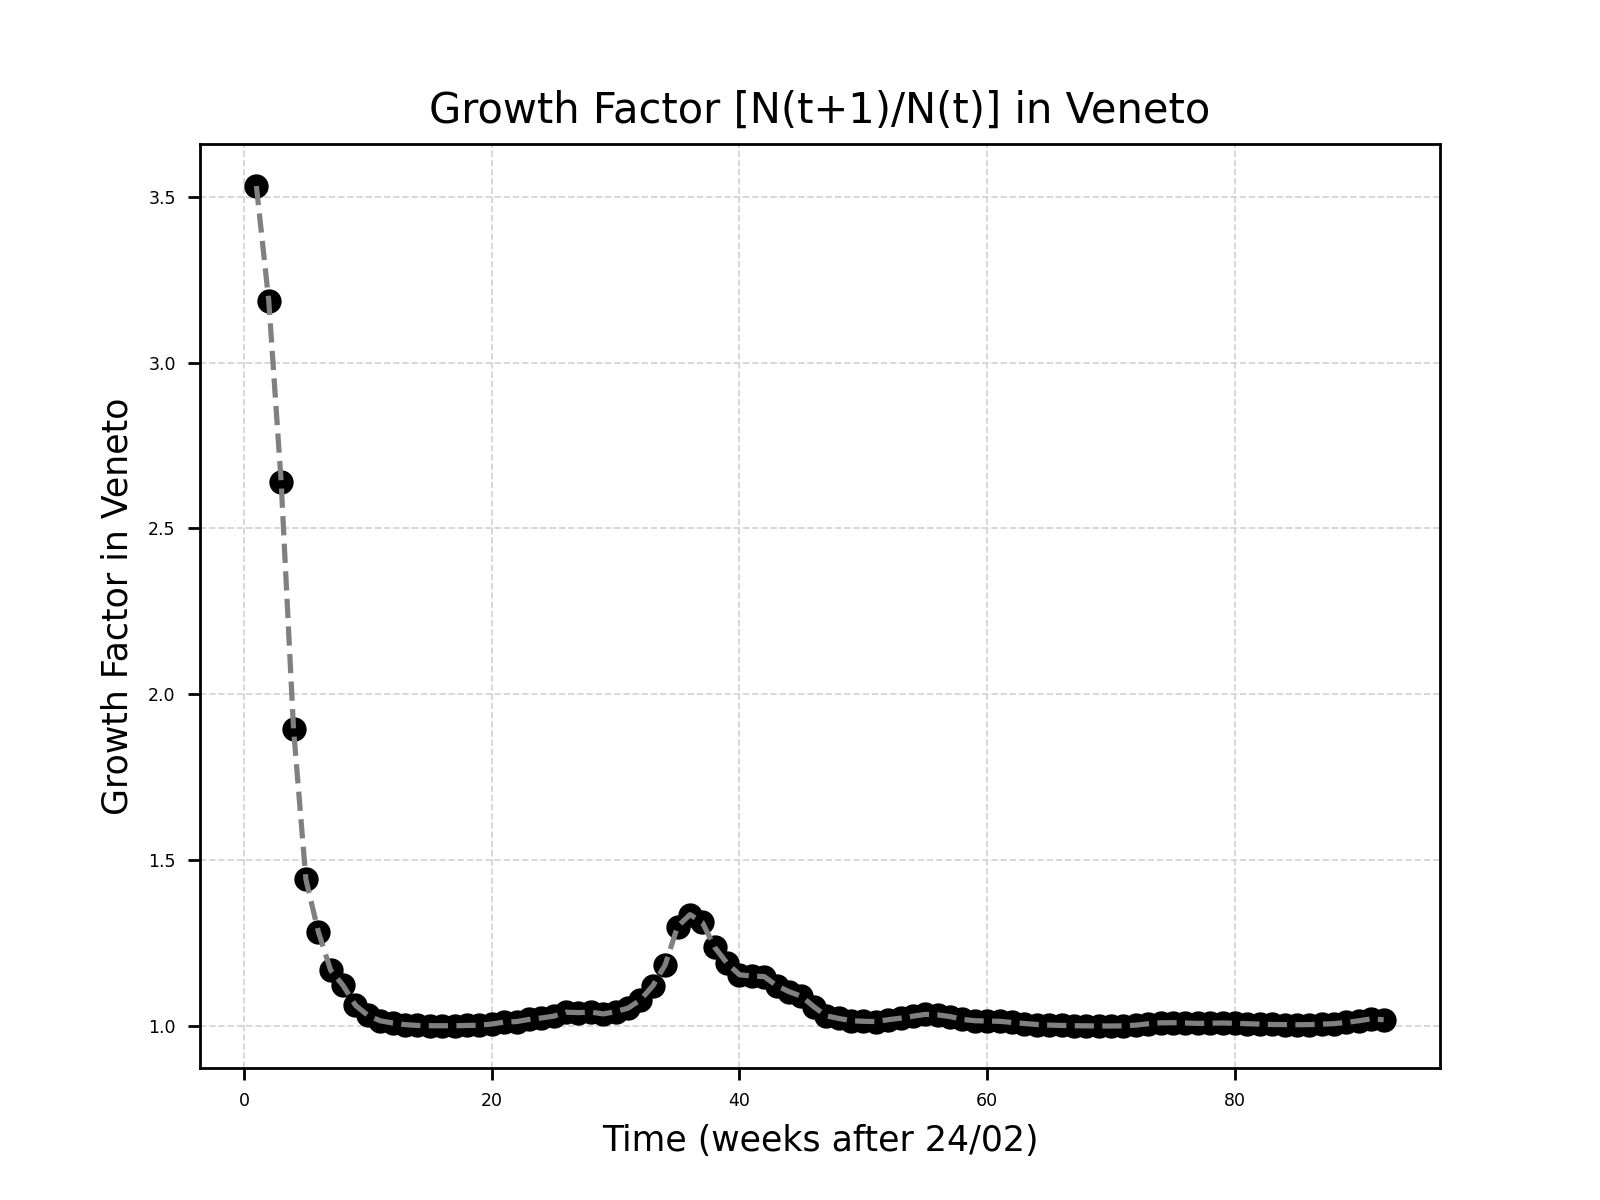 Growth Factor [N(t+1)/N(t)] in Veneto
Growth Factor in Veneto
3.5
3.0
2.5
2.0
1.5
1.0
0 20 40 60 80
Time (weeks after 24/02)